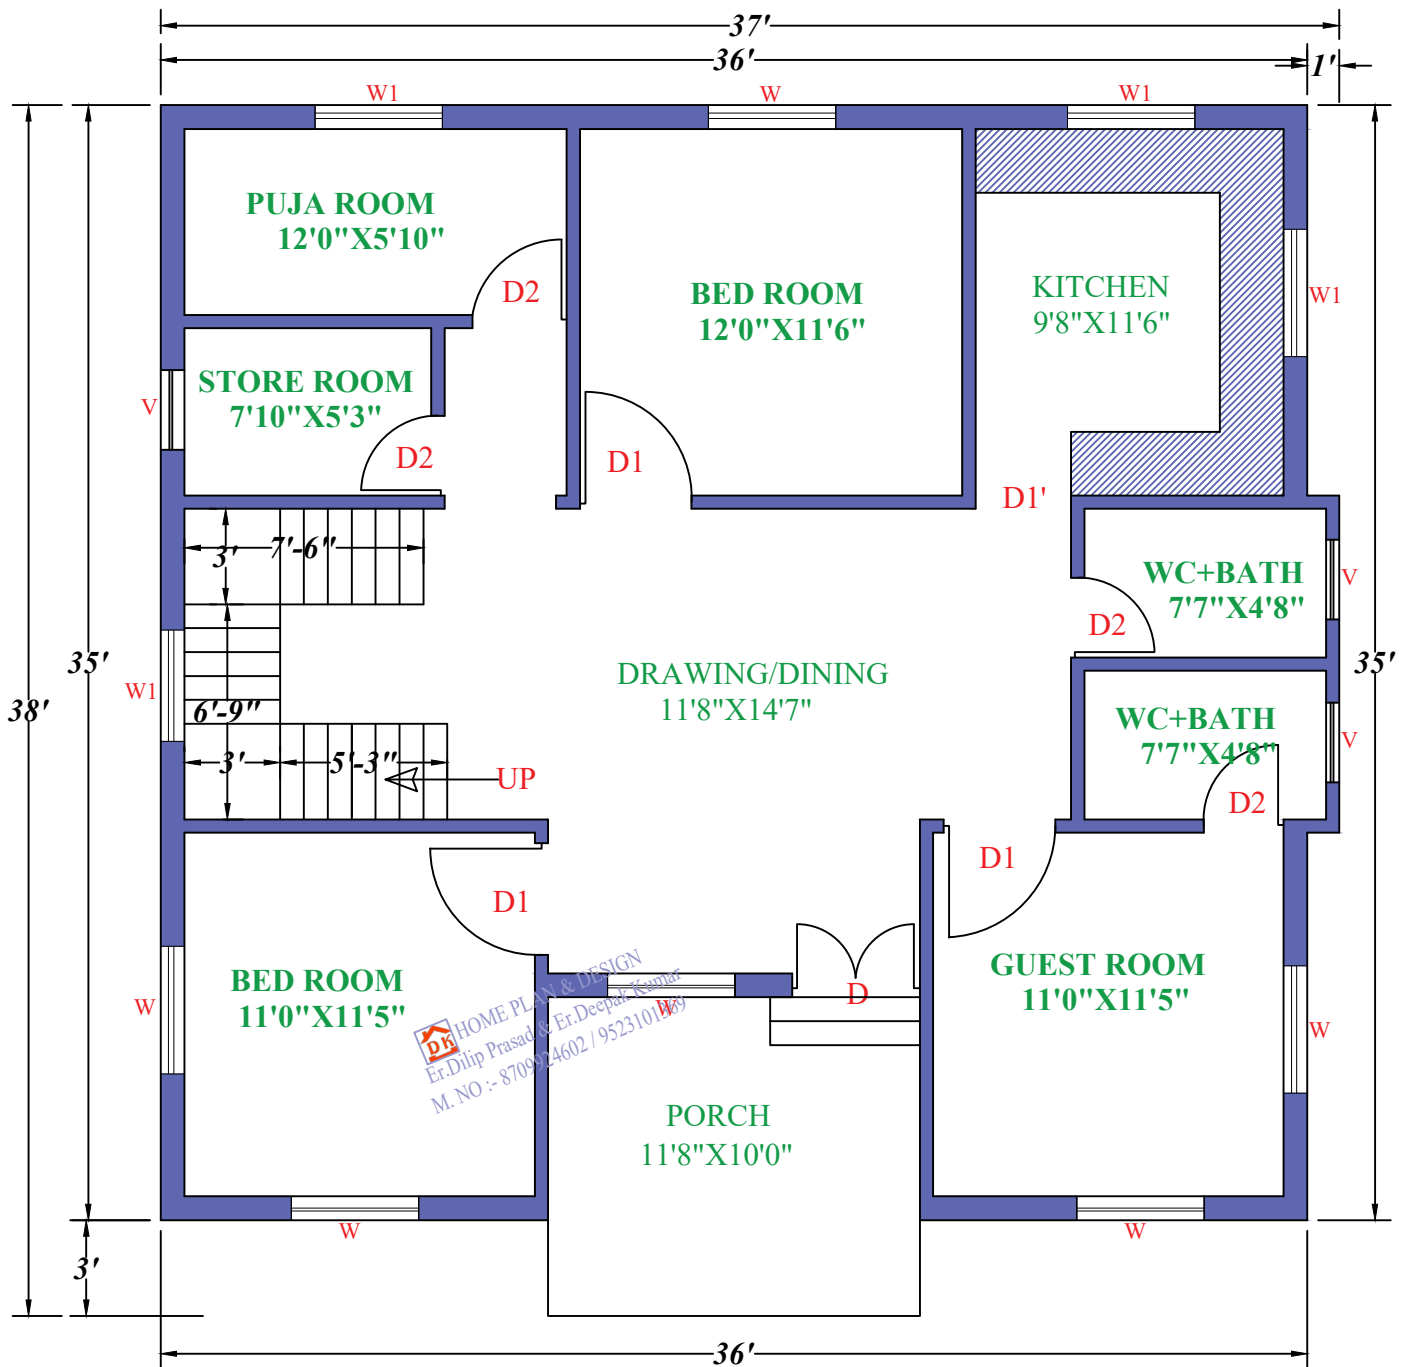 37'
36'
1'
W1
W
W1
PUJA ROOM
12'0"X5'10"
D2
BED ROOM
12'0"X11'6"
KITCHEN
9'8"X11'6"
W1
STORE ROOM
7'10"X5'3"
V
D2
D1
D1'
3'
7'-6"
WC+BATH
7'7"X4'8"
V
D2
35'
38'
W1
6'-9"
DRAWING/DINING
11'8"X14'7"
35'
WC+BATH
7'7"X4'8"
V
3'
5'-3"
UP
D2
D1
D1
BED ROOM
11'0"X11'5"
W
GUEST ROOM
11'0"X11'5"
W
D
W
DK
HOME PLAN & DESIGN
Er.Dilip Prasad & Er.Deepak Kumar
M. NO :- 8709924602 /
PORCH
11'8"X10'0"
W
W
3'
36'